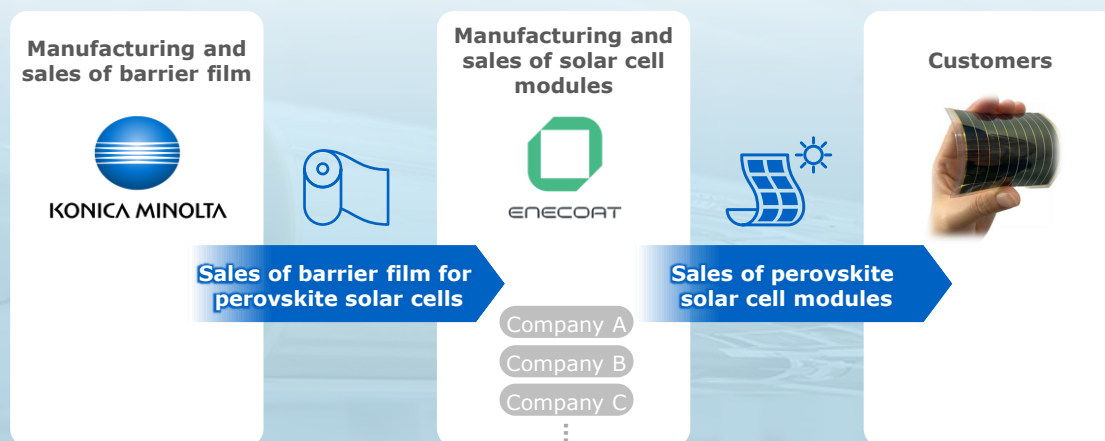 Manufacturing and
sales of barrier film
KONICA MINOLTA
Sales of barrier film for
perovskite solar cells
Manufacturing and
sales of solar cell
modules
ENECOAT
Company A
Company B
Company C
Sales of perovskite
solar cell modules
Customers